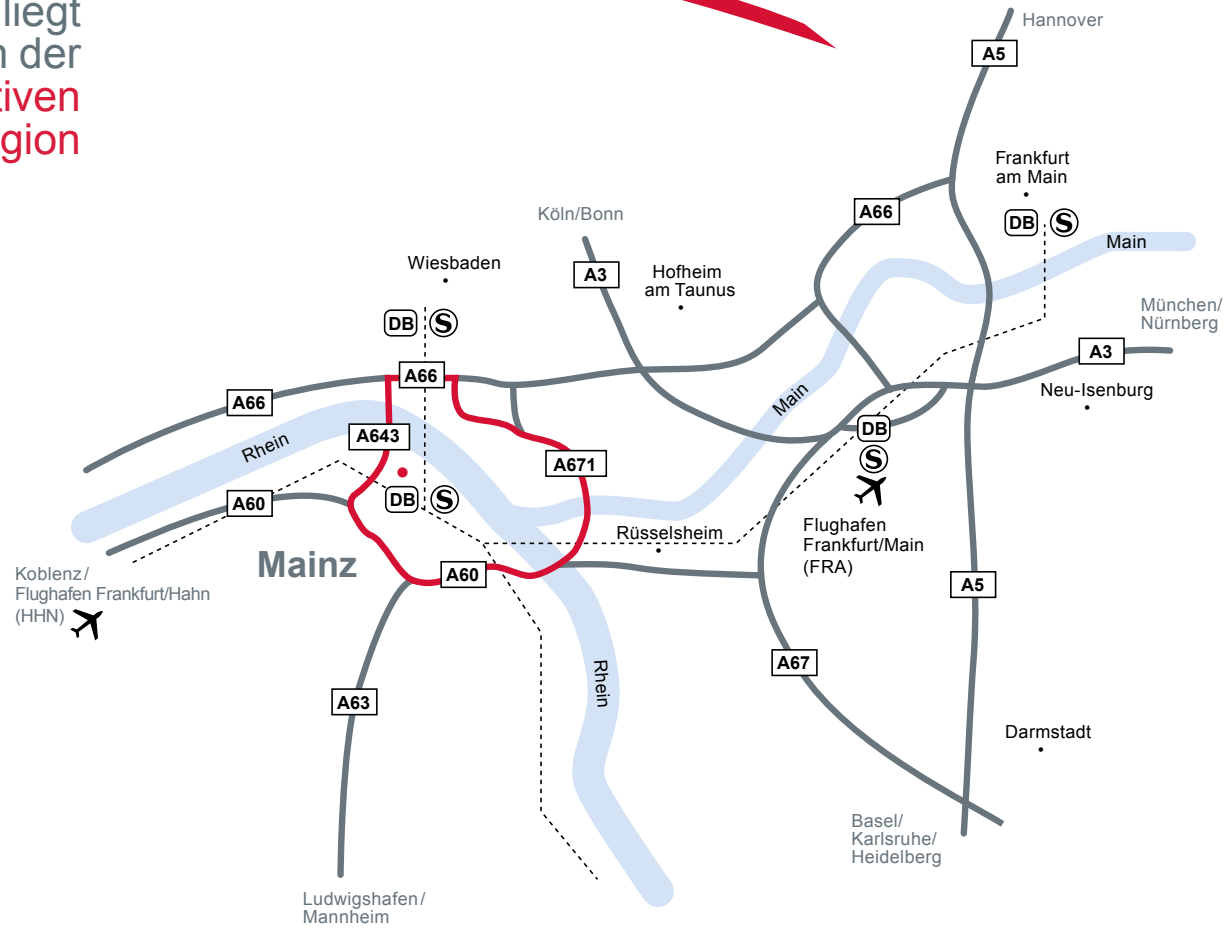 liegt
der
Hannover
A5
Frankfurt
am Main
DB S
Köln/Bonn
A66
A3
Wiesbaden
Hofheim
am Taunus
Main
DB S
München/
Nürnberg
A3
A66
A66
Neu-Isenburg
Main
Rhein
A643
DB
S
A671
A60
DB S
Rüsselsheim
Flughafen
Frankfurt/Main
(FRA)
Mainz
A60
A5
Koblenz/
Flughafen Frankfurt/Hahn
(HHN)
Rhein
A67
A63
Darmstadt
Basel/
Karlsruhe/
Heidelberg
Ludwigshafen/
Mannheim